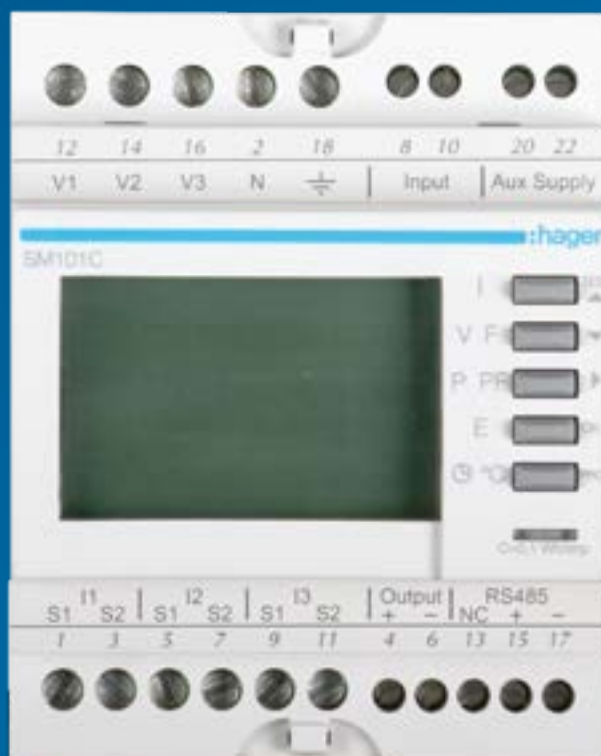 12 14 16 2 18 8 10 20 22
V1 V2 V3 N Input Aux Supply
:hager
SM101C
I
V F
P PF
E
°C
I1 I2 I3 Output RS485
S1 S2 S1 S2 S1 S2 + − NC + −
1 3 5 7 9 11 4 6 13 15 17